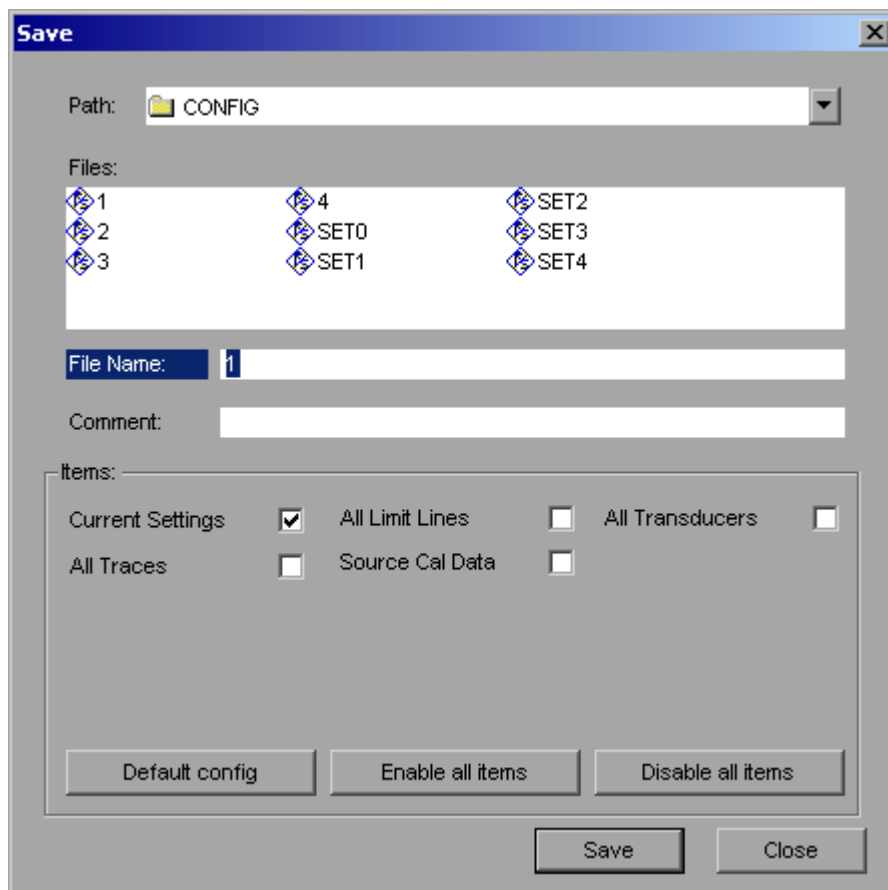 Save
Path: CONFIG
Files:
1 4 SET2
2 SET0 SET3
3 SET1 SET4
File Name: 1
Comment:
Items:
Current Settings All Limit Lines All Transducers
All Traces Source Cal Data
Default config Enable all items Disable all items
Save Close